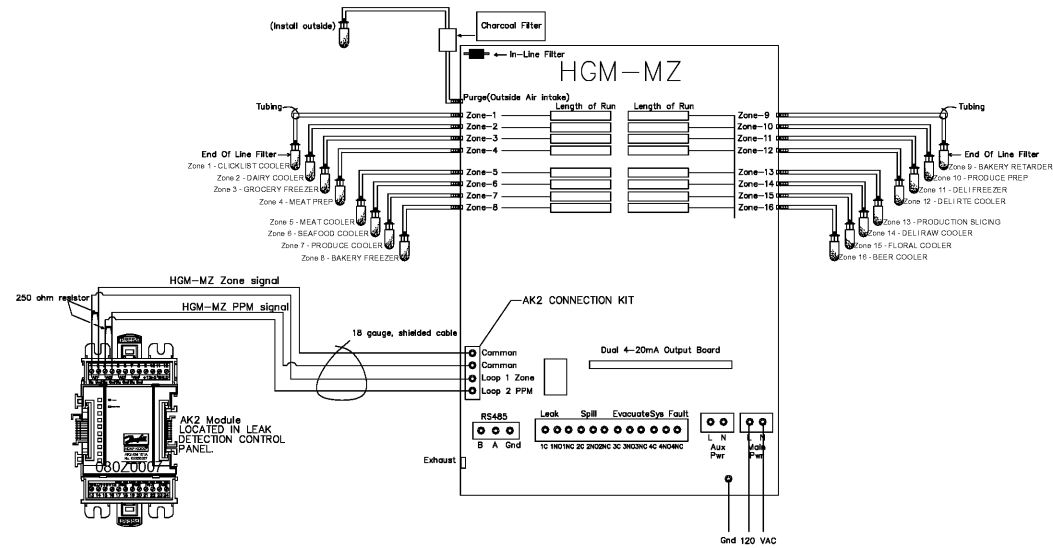 (Install outside)
Charcoal Filter
In-Line Filter
HGM-MZ
Purge(Outside Air intake)
Length of Run
Length of Run
Tubing
Tubing
Zone-1
Zone-2
Zone-3
Zone-4
Zone-5
Zone-6
Zone-7
Zone-8
Zone-9
Zone-10
Zone-11
Zone-12
Zone-13
Zone-14
Zone-15
Zone-16
End Of Line Filter
Zone 1 - CLICKLIST COOLER
Zone 2 - DAIRY COOLER
Zone 3 - GROCERY FREEZER
Zone 4 - MEAT PREP
Zone 5 - MEAT COOLER
Zone 6 - SEAFOOD COOLER
Zone 7 - PRODUCE COOLER
Zone 8 - BAKERY FREEZER
End Of Line Filter
Zone 9 - BAKERY RETARDER
Zone 10 - PRODUCE PREP
Zone 11 - DELI FREEZER
Zone 12 - DELI RTE COOLER
Zone 13 - PRODUCTION SLICING
Zone 14 - DELI RAW COOLER
Zone 15 - FLORAL COOLER
Zone 16 - BEER COOLER
HGM-MZ Zone signal
250 ohm resistor
HGM-MZ PPM signal
18 gauge, shielded cable
AK2 CONNECTION KIT
Common
Common
Loop 1 Zone
Loop 2 PPM
Dual 4-20mA Output Board
AK2 Module
LOCATED IN LEAK
DETECTION CONTROL
PANEL.
Danfoss
080Z0007
RS485
B A Gnd
Leak Spill Evacuate Sys Fault
1C 1NO1NC 2C 2NO2NC 3C 3NO3NC 4C 4NO4NC
L N
Aux
Pwr
L N
Main
Pwr
Exhaust
Gnd 120 VAC